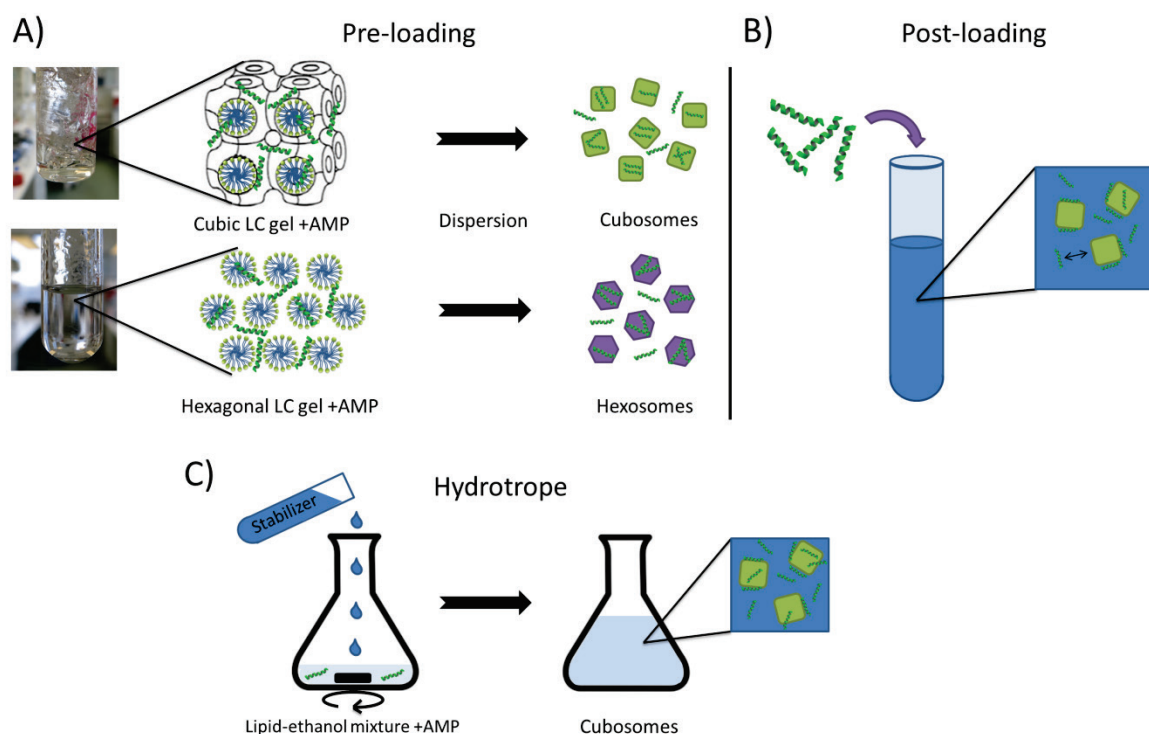 A)
Pre-loading
B)
Post-loading
Cubic LC gel +AMP
Dispersion
Cubosomes
Hexagonal LC gel +AMP
Hexosomes
C)
Hydrotrope
Stabilizer
Lipid-ethanol mixture +AMP
Cubosomes